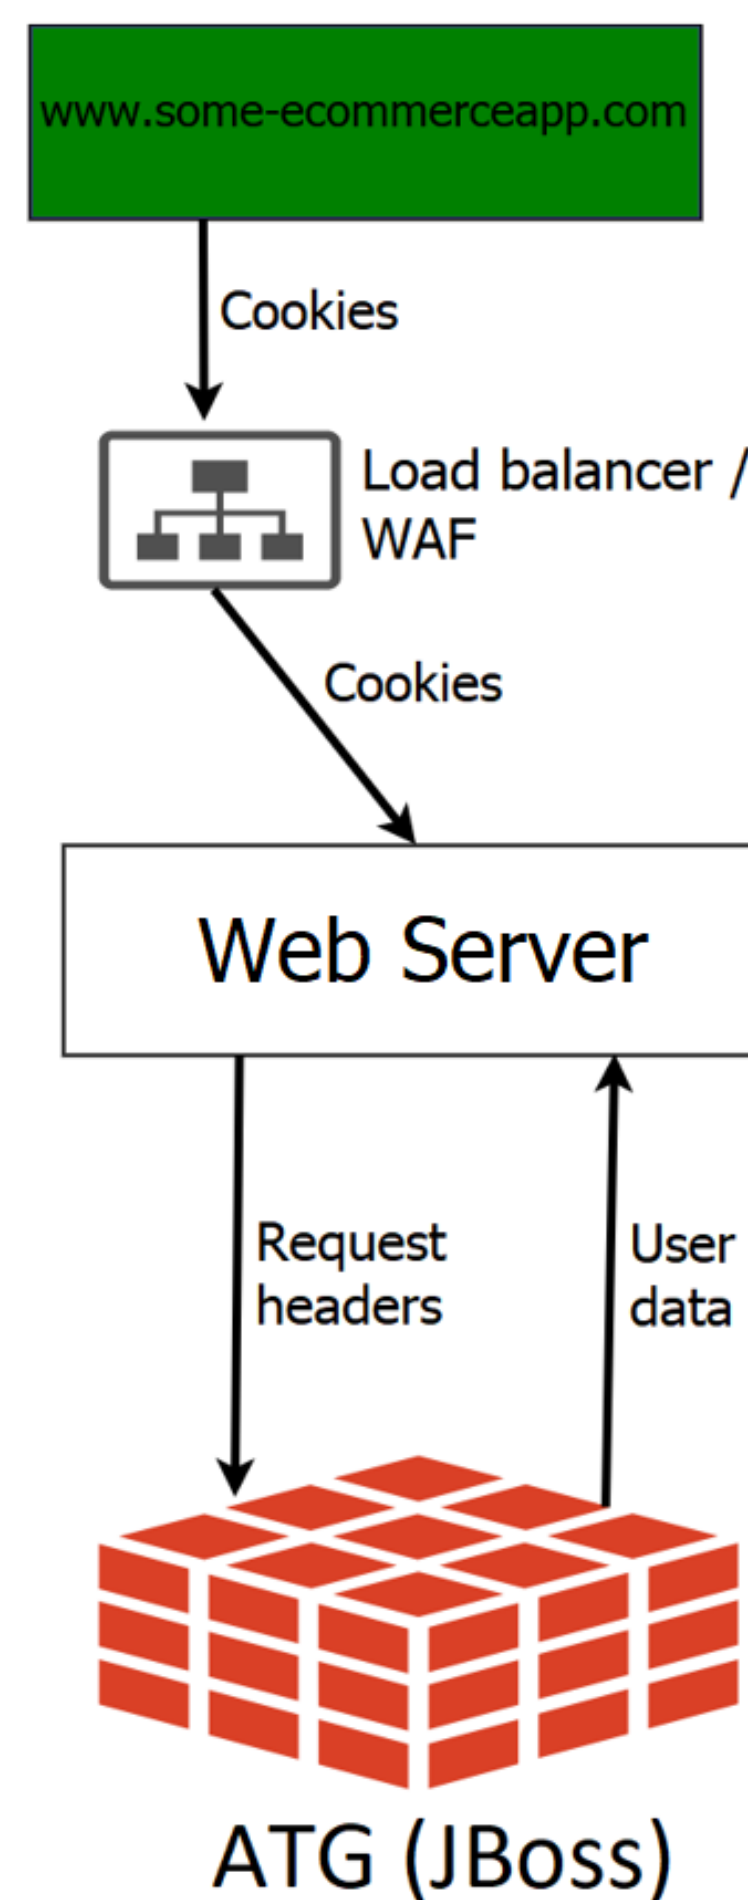 www.some-ecommerceapp.com
Cookies
Load balancer /
WAF
Cookies
Web Server
Request
headers
User
data
ATG (JBoss)